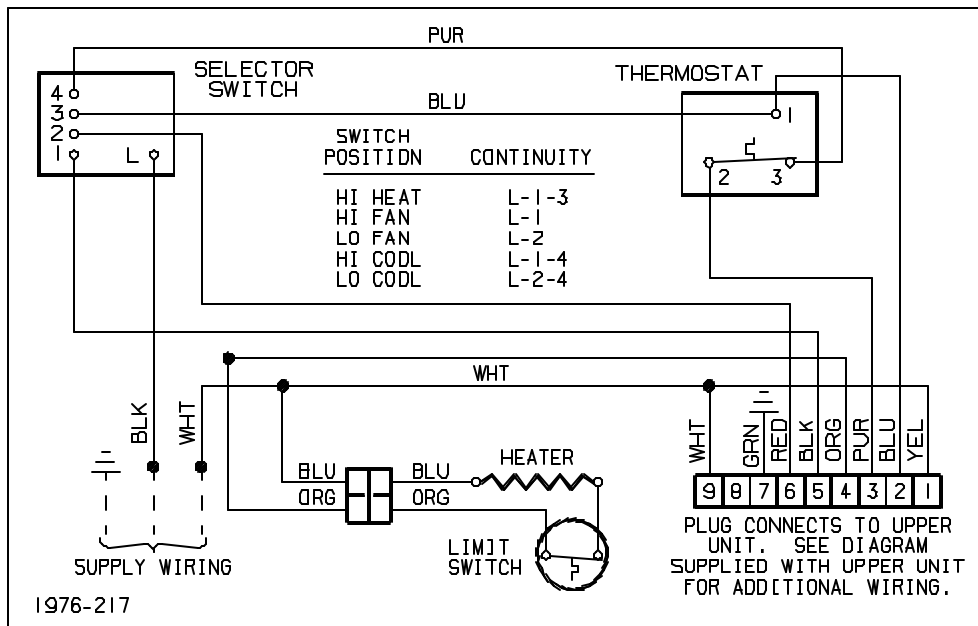 PUR
SELECTOR
SWITCH
THERMOSTAT
4
3
2
1
L
BLU
1
2
3
SWITCH
POSITION CONTINUITY
HI HEAT L-1-3
HI FAN L-1
LO FAN L-2
HI COOL L-1-4
LO COOL L-2-4
WHT
BLK
WHT
WHT
GRN
RED
BLK
ORG
PUR
BLU
YEL
HEATER
BLU
BLU
ORG
ORG
9 8 7 6 5 4 3 2 1
LIMIT
SWITCH
SUPPLY WIRING
PLUG CONNECTS TO UPPER
UNIT. SEE DIAGRAM
SUPPLIED WITH UPPER UNIT
FOR ADDITIONAL WIRING.
1976-217